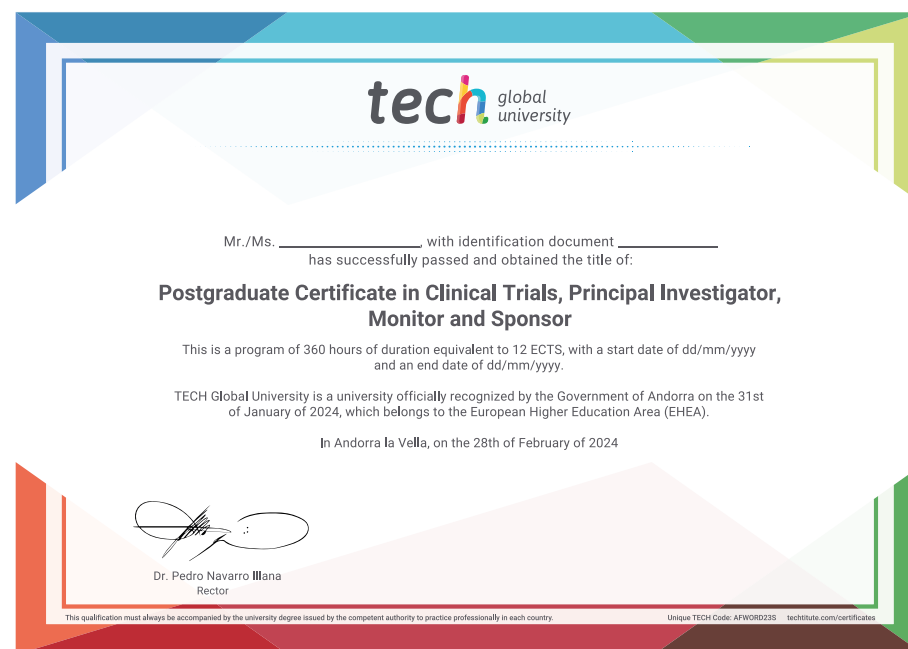 tech global
university
Mr./Ms. ____________________, with identification document ______________
has successfully passed and obtained the title of:
Postgraduate Certificate in Clinical Trials, Principal Investigator,
Monitor and Sponsor
This is a program of 360 hours of duration equivalent to 12 ECTS, with a start date of dd/mm/yyyy
and an end date of dd/mm/yyyy.
TECH Global University is a university officially recognized by the Government of Andorra on the 31st
of January of 2024, which belongs to the European Higher Education Area (EHEA).
In Andorra la Vella, on the 28th of February of 2024
Dr. Pedro Navarro Illana
Rector
This qualification must always be accompanied by the university degree issued by the competent authority to practice professionally in each country.
Unique TECH Code: AFWORD23S techtitute.com/certificates